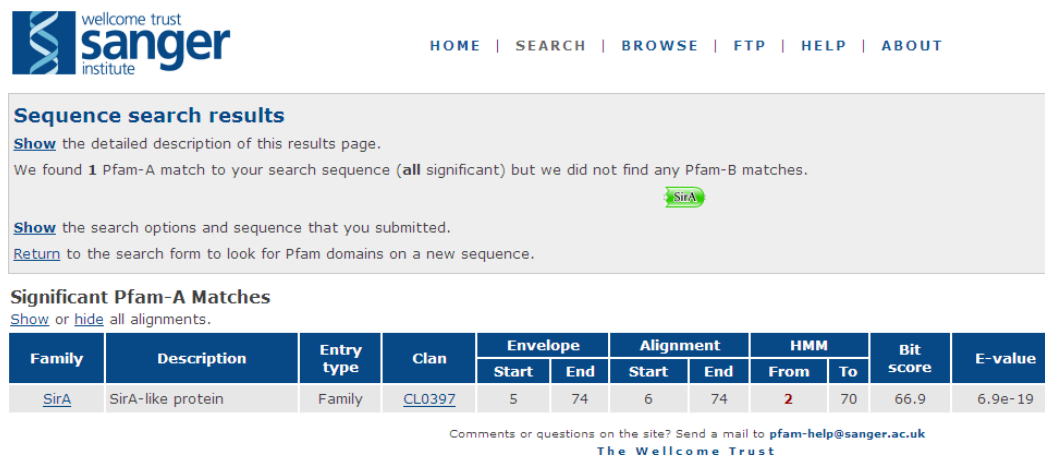 wellcome trust
sanger
institute
HOME | SEARCH | BROWSE | FTP | HELP | ABOUT
Sequence search results
Show the detailed description of this results page.
We found 1 Pfam-A match to your search sequence (all significant) but we did not find any Pfam-B matches.
SirA
Show the search options and sequence that you submitted.
Return to the search form to look for Pfam domains on a new sequence.
Significant Pfam-A Matches
Show or hide all alignments.
Family Description Entry type Clan Envelope Alignment HMM Bit score E-value
Start End Start End From To
SirA SirA-like protein Family CL0397 5 74 6 74 2 70 66.9 6.9e-19
Comments or questions on the site? Send a mail to pfam-help@sanger.ac.uk
The Wellcome Trust